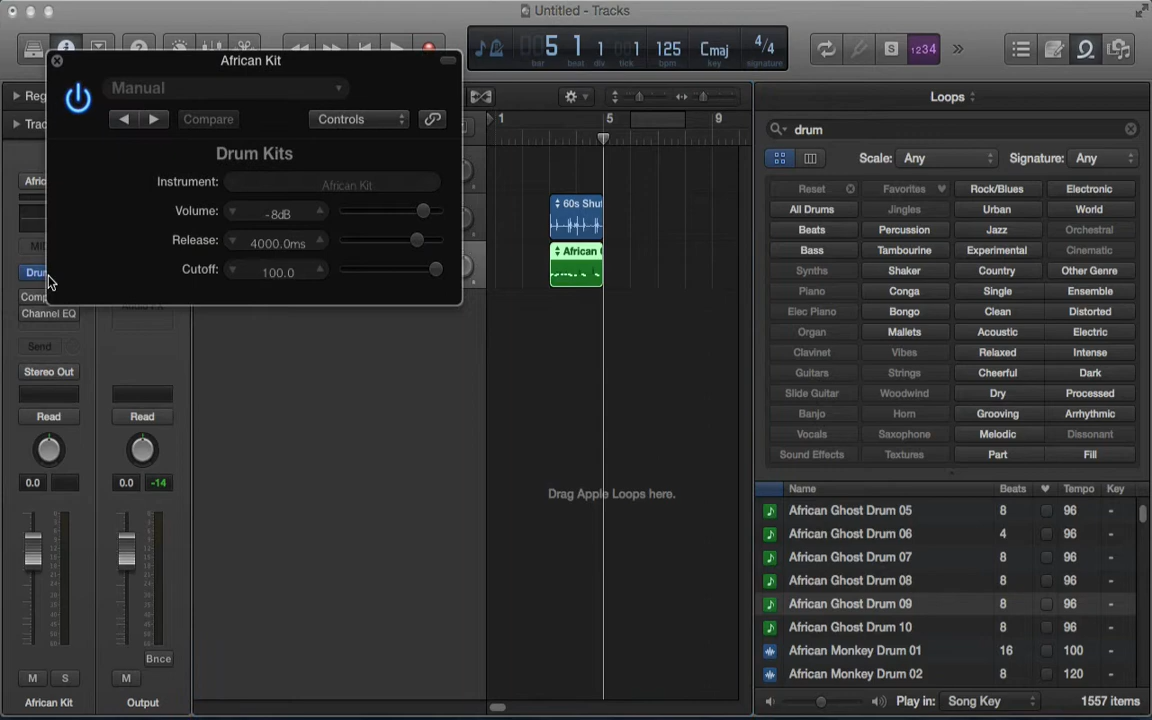 Untitled - Tracks
1234
5 1 1 1 125 Cmaj 4/4
bar beat div tick bpm key signature
African Kit
Manual
Compare
Controls
Drum Kits
Instrument: African Kit
Volume: -8dB
Release: 4000.0ms
Cutoff: 100.0
Reg
Trac
Afric
MID
Drum
Comp
Channel EQ
Audio FX
Send
Stereo Out
Read Read
0.0 0.0 -14
Bnce
M S M
African Kit Output
1 5 9
60s Shu
African
Drag Apple Loops here.
Loops
drum
Scale: Any Signature: Any
Reset Favorites Rock/Blues Electronic
All Drums Jingles Urban World
Beats Percussion Jazz Orchestral
Bass Tambourine Experimental Cinematic
Synths Shaker Country Other Genre
Piano Conga Single Ensemble
Elec Piano Bongo Clean Distorted
Organ Mallets Acoustic Electric
Clavinet Vibes Relaxed Intense
Guitars Strings Cheerful Dark
Slide Guitar Woodwind Dry Processed
Banjo Horn Grooving Arrhythmic
Vocals Saxophone Melodic Dissonant
Sound Effects Textures Part Fill
Name Beats Tempo Key
African Ghost Drum 05 8 96 -
African Ghost Drum 06 4 96 -
African Ghost Drum 07 8 96 -
African Ghost Drum 08 8 96 -
African Ghost Drum 09 8 96 -
African Ghost Drum 10 8 96 -
African Monkey Drum 01 16 100 -
African Monkey Drum 02 8 120 -
Play in: Song Key 1557 items